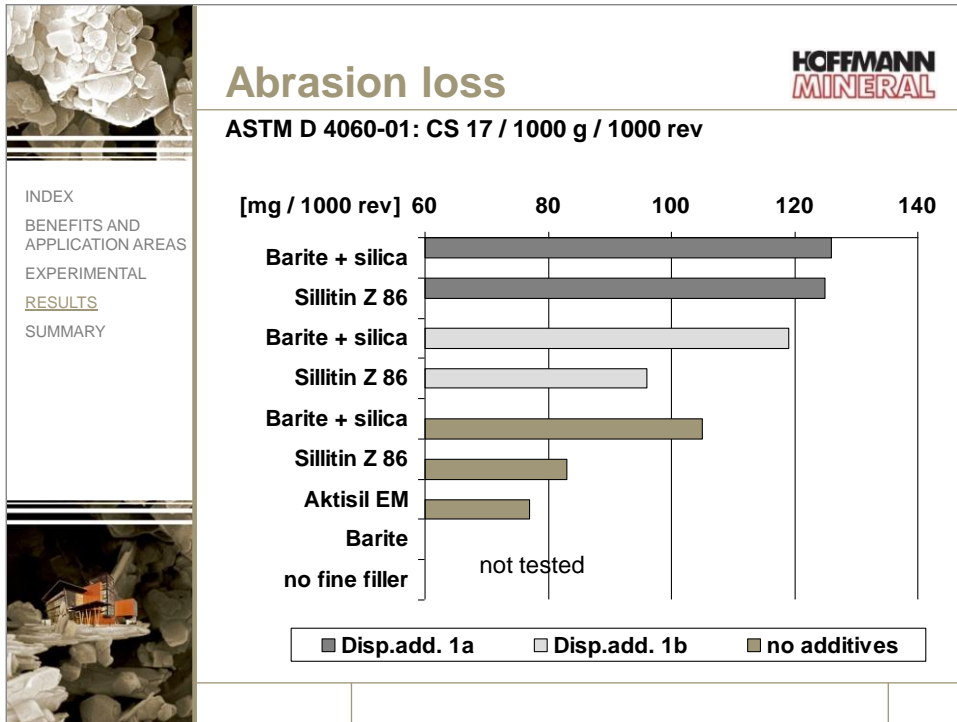 Abrasion loss
HOFFMANN
MINERAL
ASTM D 4060-01: CS 17 / 1000 g / 1000 rev
INDEX
BENEFITS AND
APPLICATION AREAS
EXPERIMENTAL
RESULTS
SUMMARY
[mg / 1000 rev] 60 80 100 120 140
Barite + silica
Sillitin Z 86
Barite + silica
Sillitin Z 86
Barite + silica
Sillitin Z 86
Aktisil EM
Barite
not tested
no fine filler
Disp.add. 1a Disp.add. 1b no additives